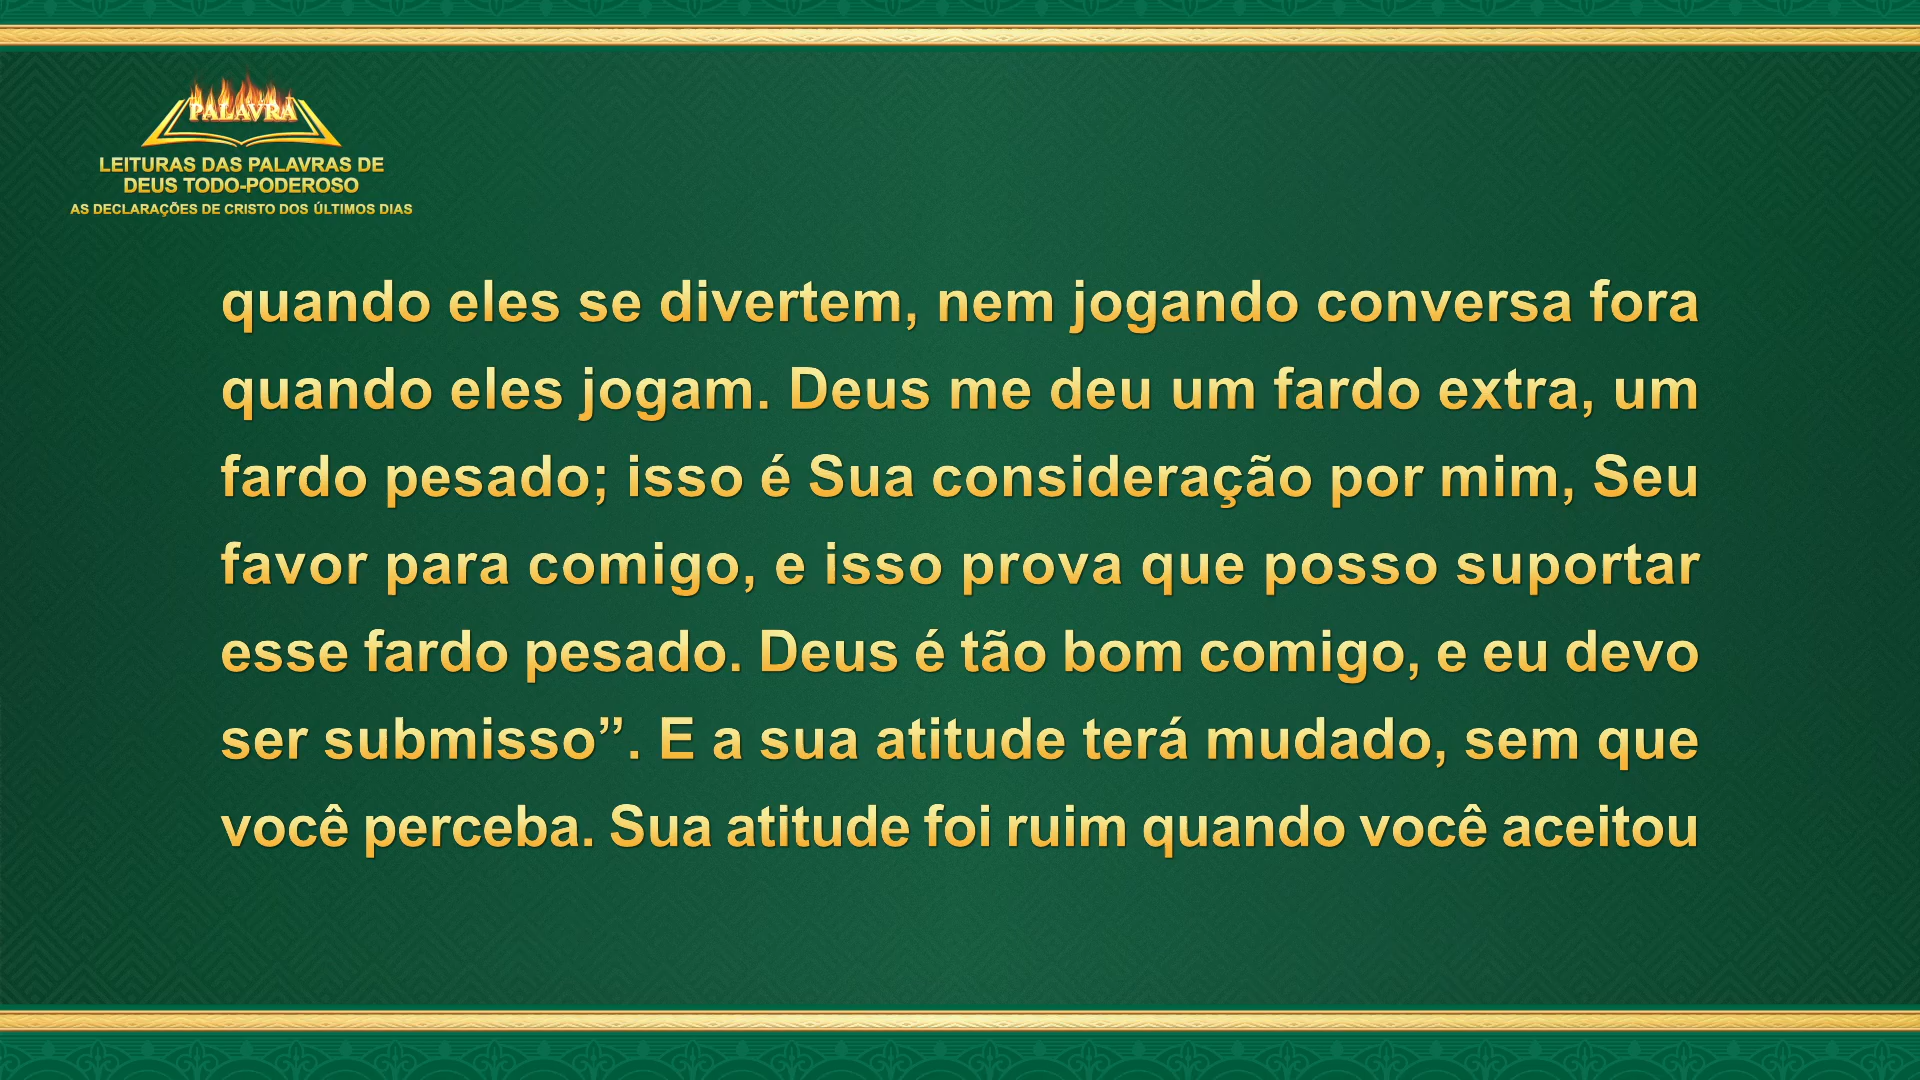 PALAVRA
LEITURAS DAS PALAVRAS DE
DEUS TODO-PODEROSO
AS DECLARAÇÕES DE CRISTO DOS ÚLTIMOS DIAS
quando eles se divertem, nem jogando conversa fora
quando eles jogam. Deus me deu um fardo extra, um
fardo pesado; isso é Sua consideração por mim, Seu
favor para comigo, e isso prova que posso suportar
esse fardo pesado. Deus é tão bom comigo, e eu devo
ser submisso”. E a sua atitude terá mudado, sem que
você perceba. Sua atitude foi ruim quando você aceitou